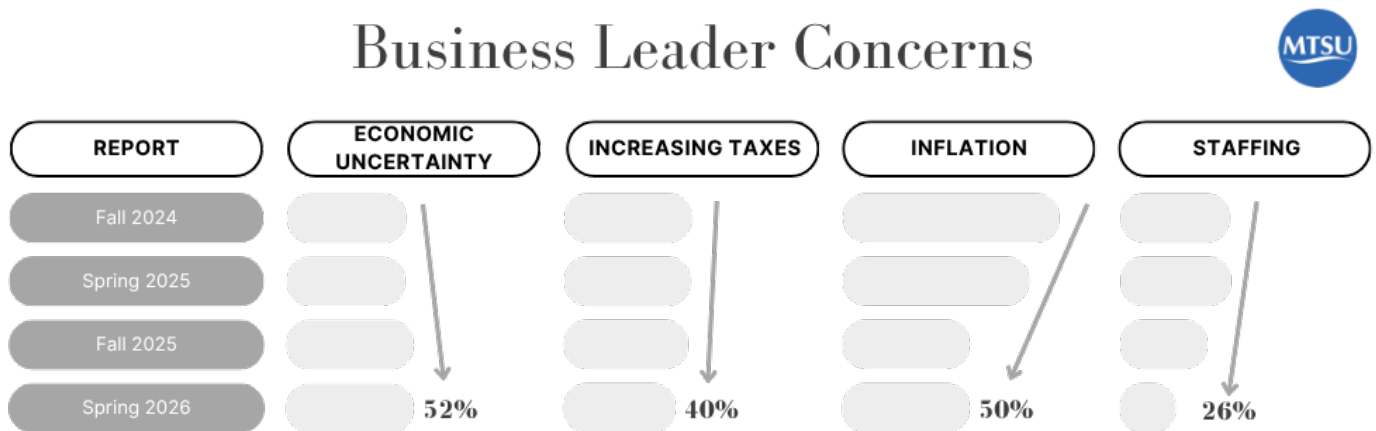 Business Leader Concerns
MTSU
REPORT
ECONOMIC
UNCERTAINTY
INCREASING TAXES
INFLATION
STAFFING
Fall 2024
Spring 2025
Fall 2025
Spring 2026
52%
40%
50%
26%